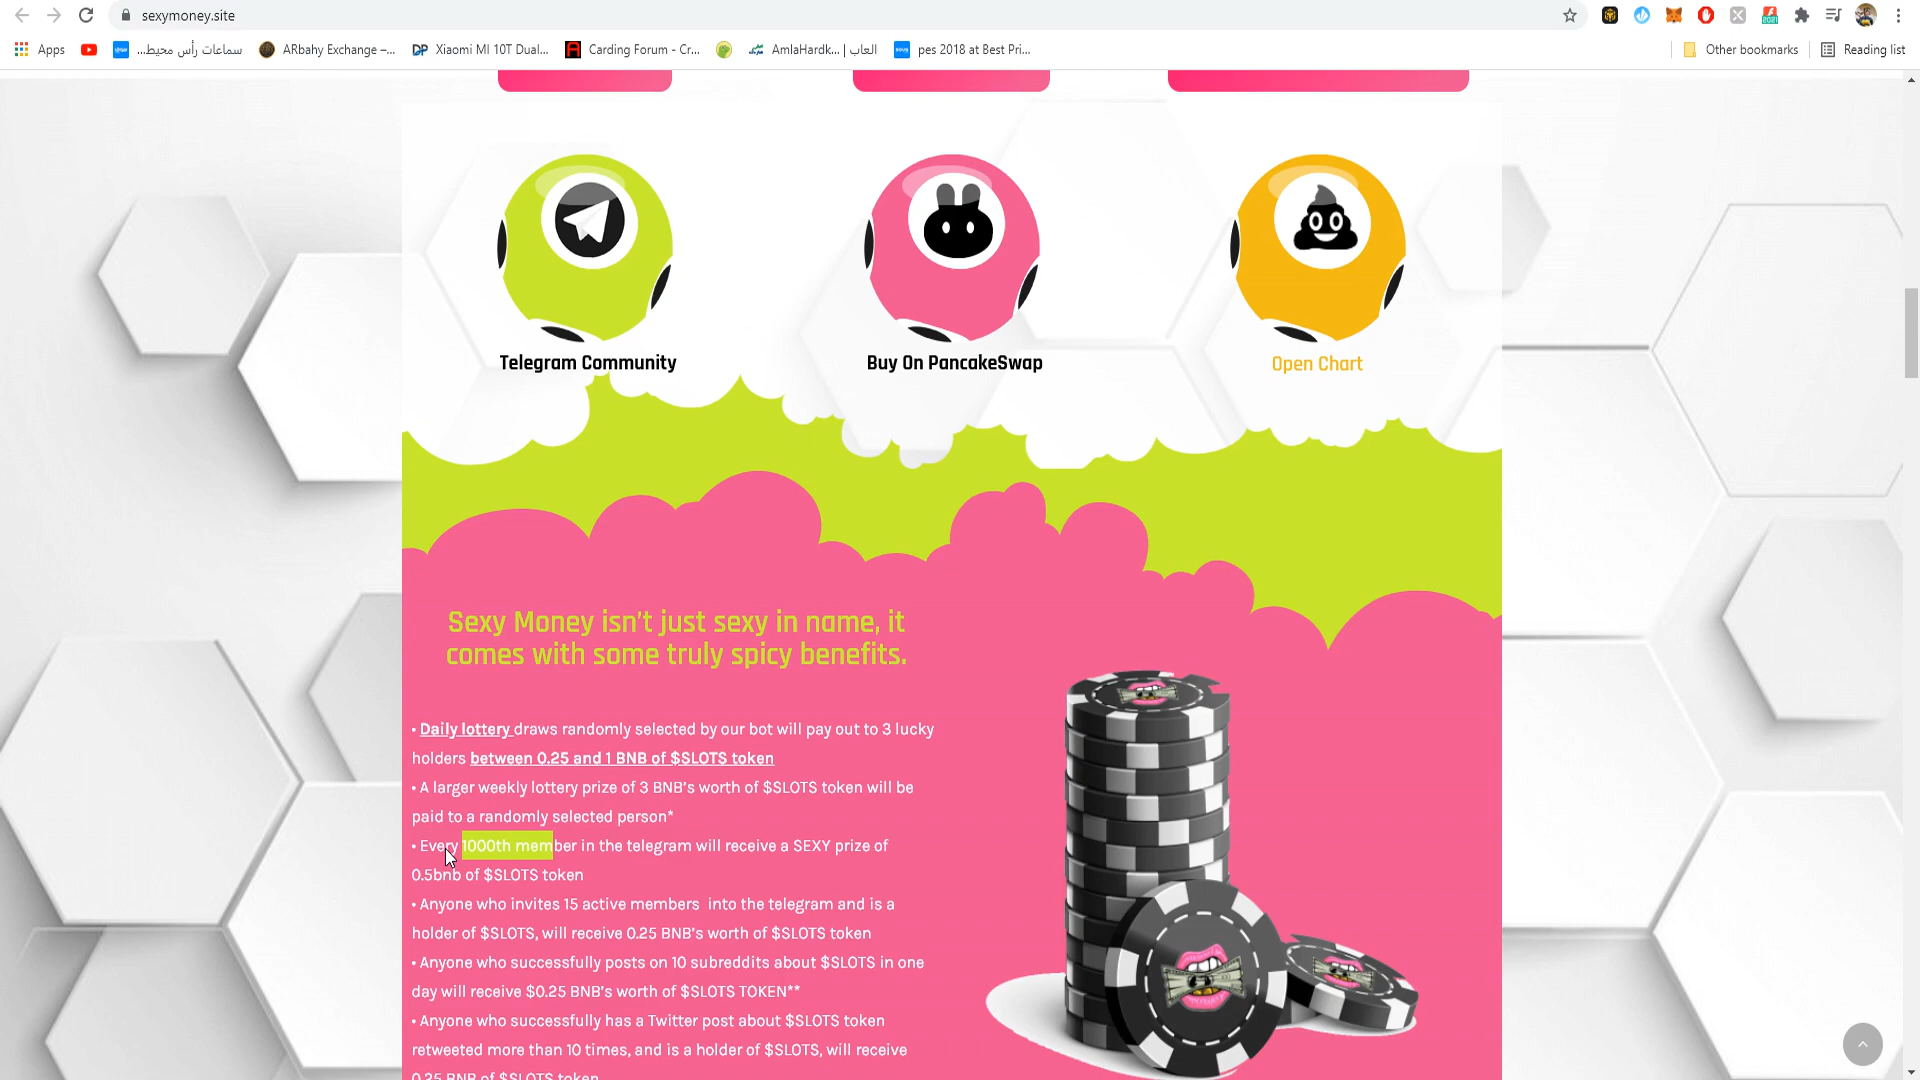 sexymoney.site
Apps
سماعات رأس محيط...
ARbahy Exchange –...
Xiaomi MI 10T Dual...
Carding Forum - Cr...
AmlaHardk... | العاب
pes 2018 at Best Pri...
Other bookmarks
Reading list
Telegram Community
Buy On PancakeSwap
Open Chart
Sexy Money isn't just sexy in name, it
comes with some truly spicy benefits.
• Daily lottery draws randomly selected by our bot will pay out to 3 lucky
holders between 0.25 and 1 BNB of $SLOTS token
• A larger weekly lottery prize of 3 BNB's worth of $SLOTS token will be
paid to a randomly selected person*
• Every 1000th member in the telegram will receive a SEXY prize of
0.5bnb of $SLOTS token
• Anyone who invites 15 active members into the telegram and is a
holder of $SLOTS, will receive 0.25 BNB's worth of $SLOTS token
• Anyone who successfully posts on 10 subreddits about $SLOTS in one
day will receive $0.25 BNB's worth of $SLOTS TOKEN**
• Anyone who successfully has a Twitter post about $SLOTS token
retweeted more than 10 times, and is a holder of $SLOTS, will receive
0.25 BNB of $SLOTS token